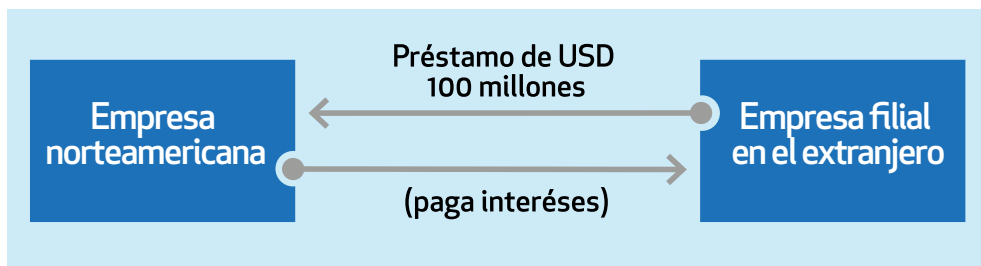 Préstamo de USD
100 millones
Empresa
norteamericana
Empresa filial
en el extranjero
(paga interéses)